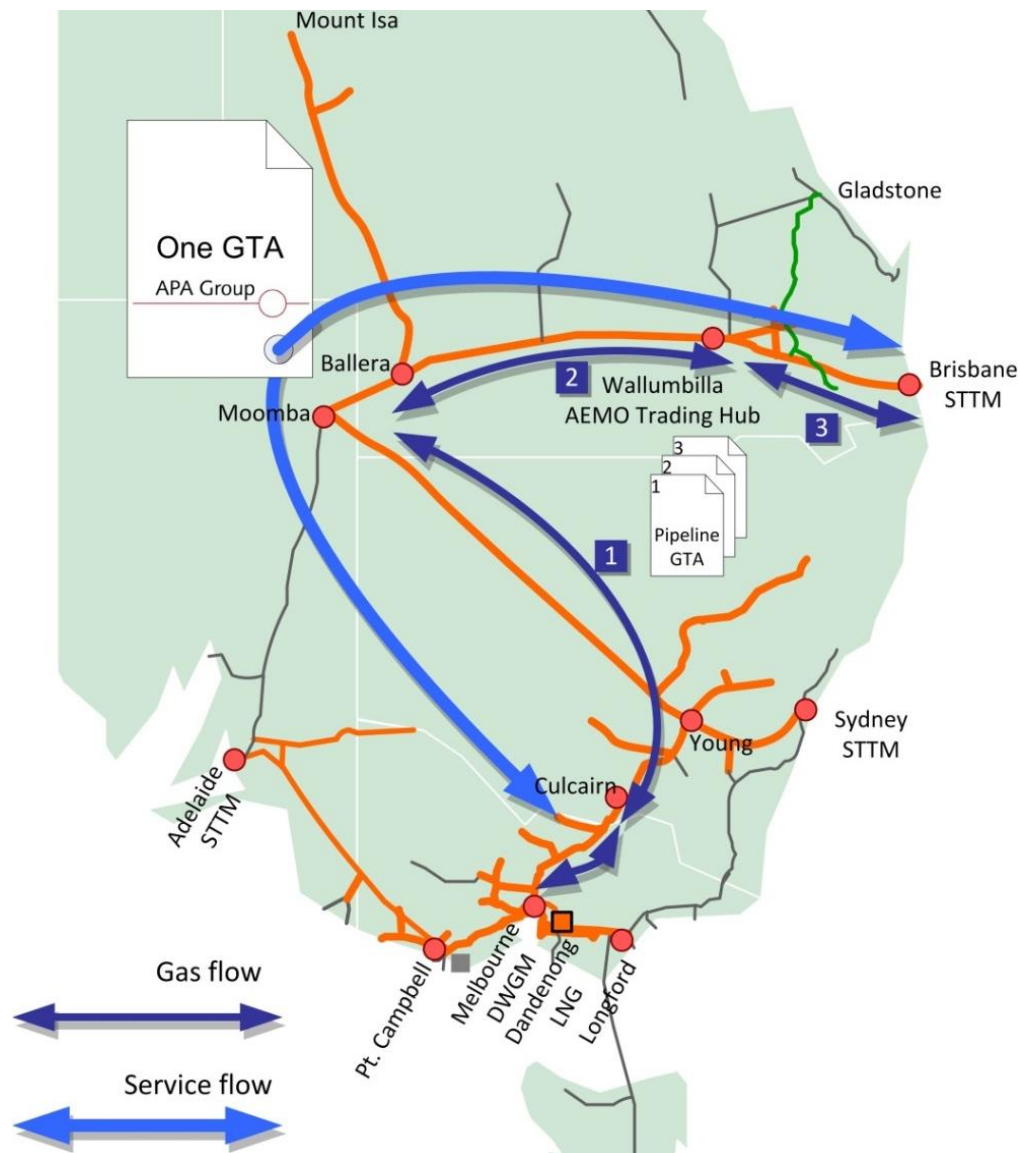 Mount Isa
Gladstone
One GTA
APA Group
Ballera
Moomba
2
Wallumbilla
AEMO Trading Hub
Brisbane
STTM
3
3
2
1
Pipeline
GTA
1
Sydney
STTM
Young
Culcairn
Adelaide
STTM
Melbourne
DWGM
Dandenong
LNG
Longford
Pt. Campbell
Gas flow
Service flow